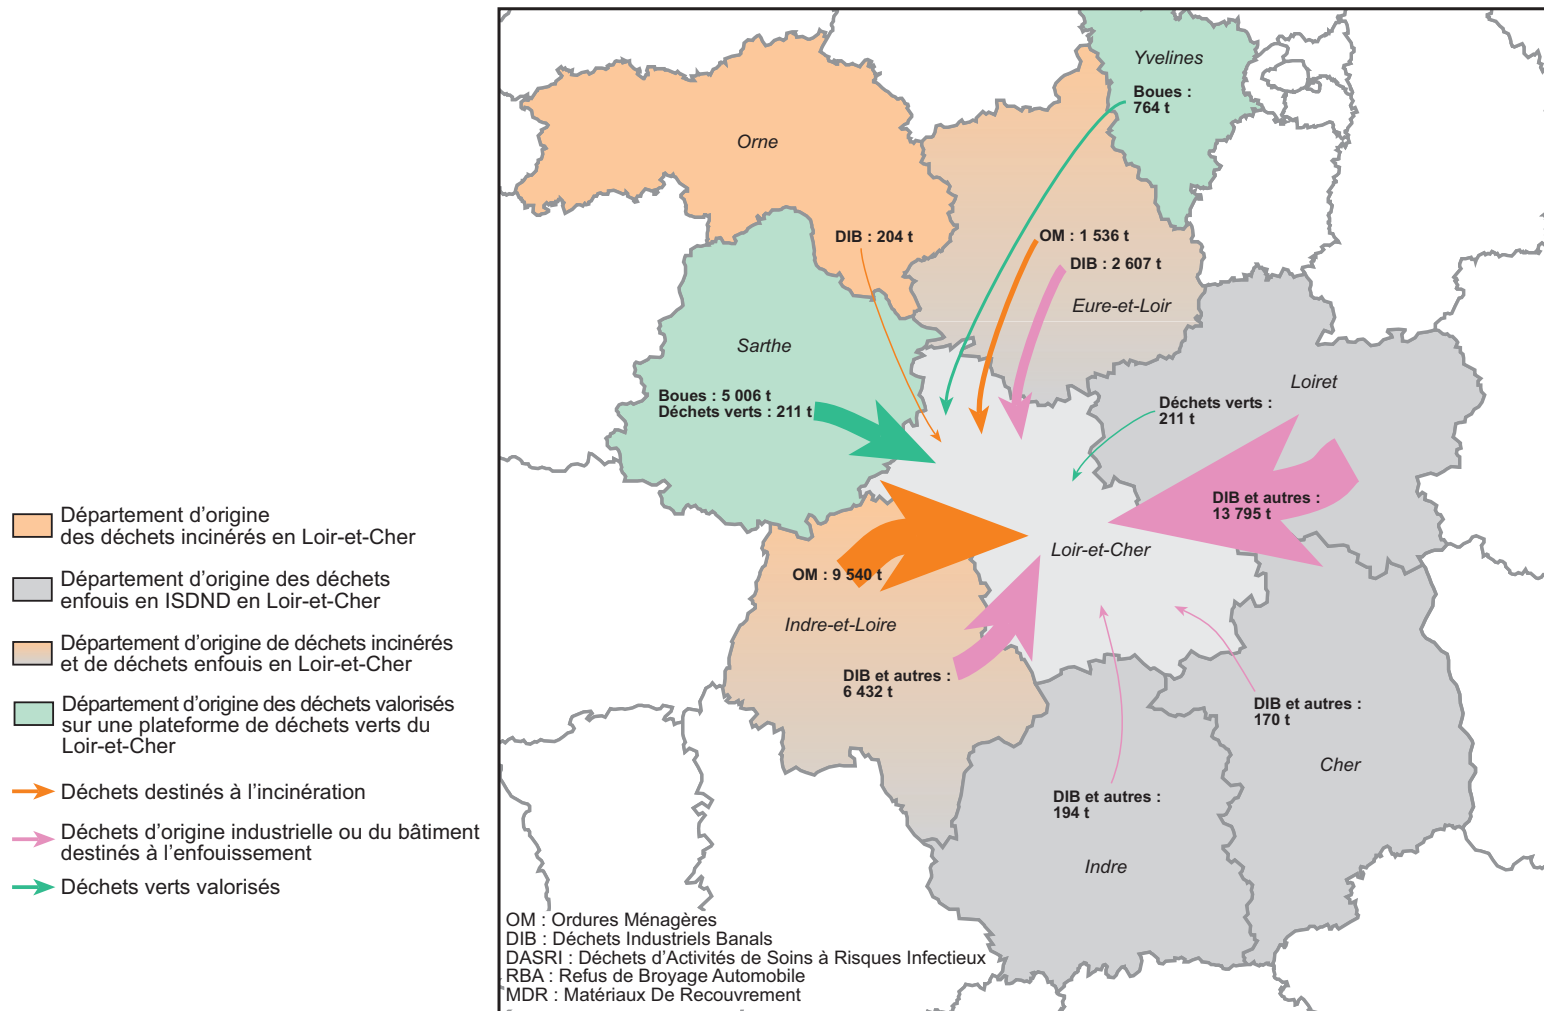 Yvelines
Boues :
764 t
Orne
DIB : 204 t
OM : 1 536 t
DIB : 2 607 t
Eure-et-Loir
Sarthe
Boues : 5 006 t
Déchets verts : 211 t
Loiret
Déchets verts :
211 t
DIB et autres :
13 795 t
Loir-et-Cher
OM : 9 540 t
Indre-et-Loire
DIB et autres :
6 432 t
DIB et autres :
170 t
Cher
DIB et autres :
194 t
Indre
Département d'origine
des déchets incinérés en Loir-et-Cher
Département d'origine des déchets
enfouis en ISDND en Loir-et-Cher
Département d'origine de déchets incinérés
et de déchets enfouis en Loir-et-Cher
Département d'origine des déchets valorisés
sur une plateforme de déchets verts du
Loir-et-Cher
Déchets destinés à l’incinération
Déchets d’origine industrielle ou du bâtiment
destinés à l’enfouissement
Déchets verts valorisés
OM : Ordures Ménagères
DIB : Déchets Industriels Banals
DASRI : Déchets d’Activités de Soins à Risques Infectieux
RBA : Refus de Broyage Automobile
MDR : Matériaux De Recouvrement